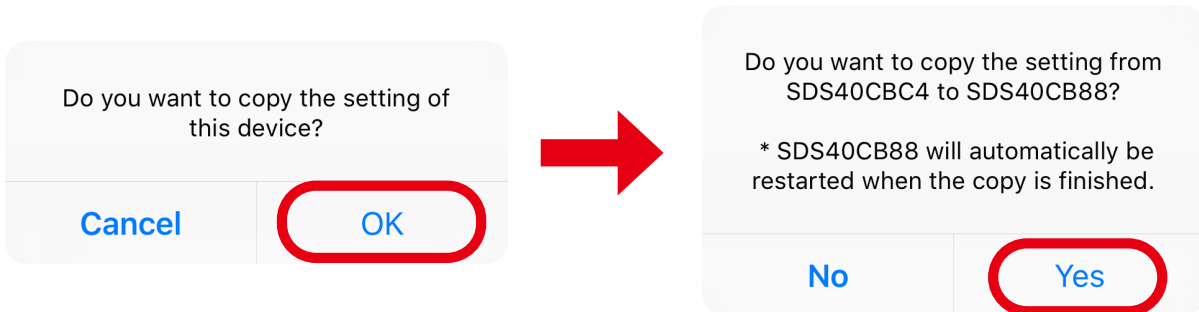 Do you want to copy the setting of
this device?
Cancel
OK
Do you want to copy the setting from
SDS40CBC4 to SDS40CB88?
* SDS40CB88 will automatically be
restarted when the copy is finished.
No
Yes